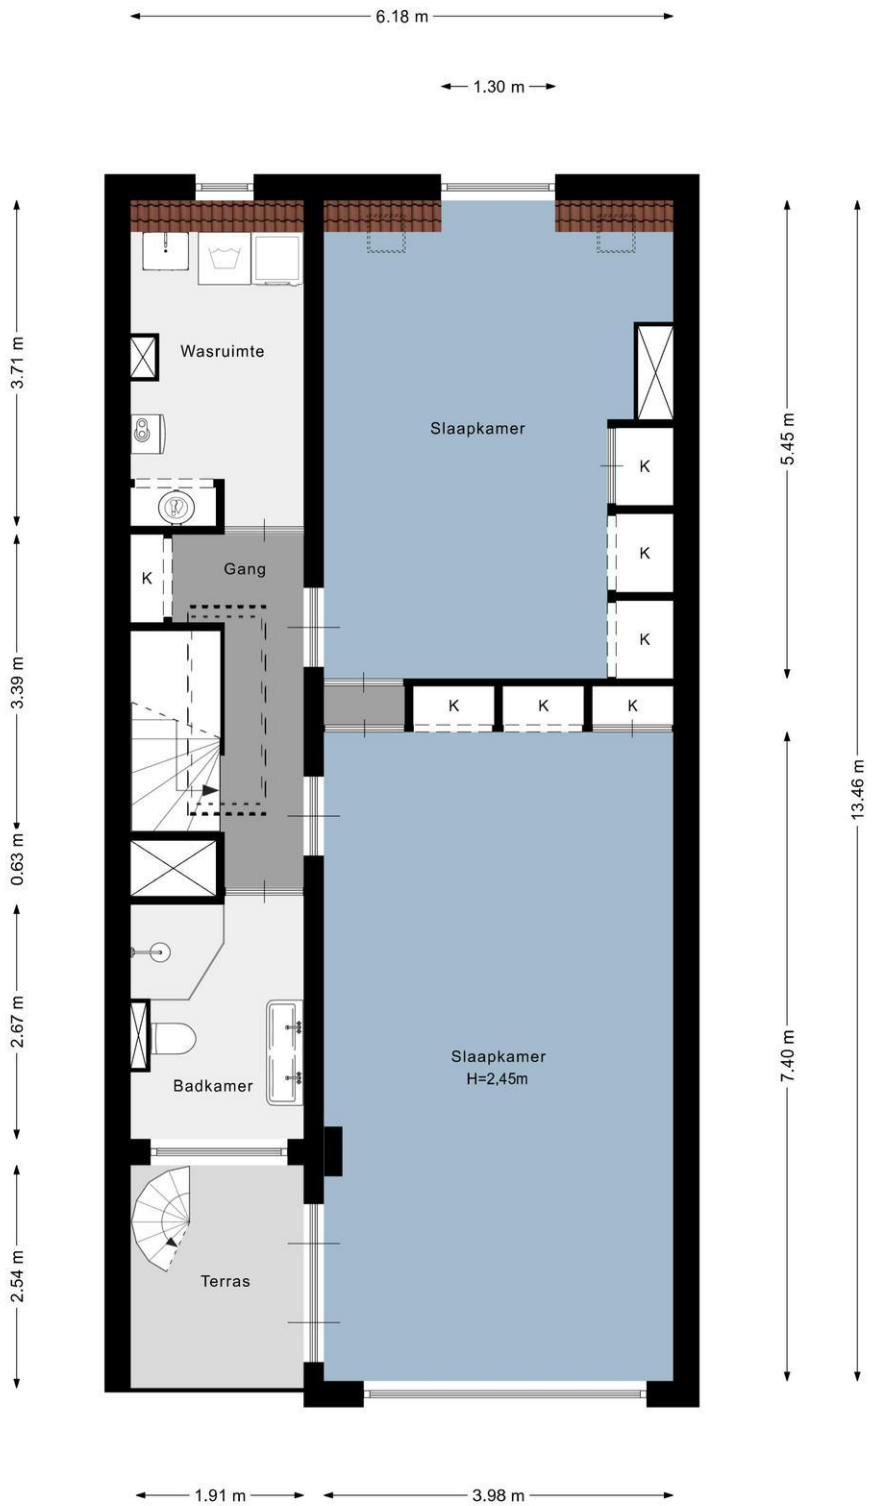 6.18 m
1.30 m
3.71 m
Wasruimte
Slaapkamer
5.45 m
K
K
K
K
Gang
3.39 m
K
K
K
13.46 m
0.63 m
2.67 m
Badkamer
Slaapkamer
H=2,45m
7.40 m
2.54 m
Terras
1.91 m
3.98 m